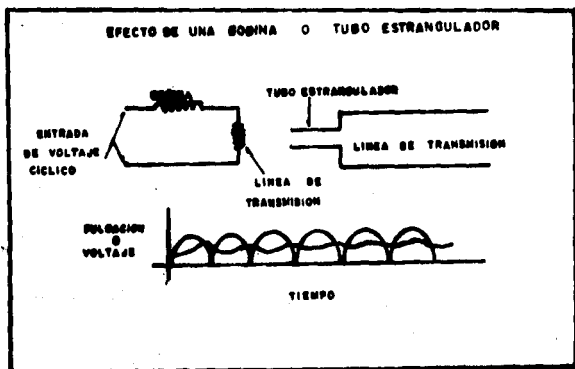 EFECTO DE UNA BOBINA O TUBO ESTRANGULADOR
BOBINA
TUBO ESTRANGULADOR
ENTRADA
DE VOLTAJE
CICLICO
LINEA DE TRANSMISION
LINEA DE
TRANSMISION
PULSACION
O
VOLTAJE
TIEMPO